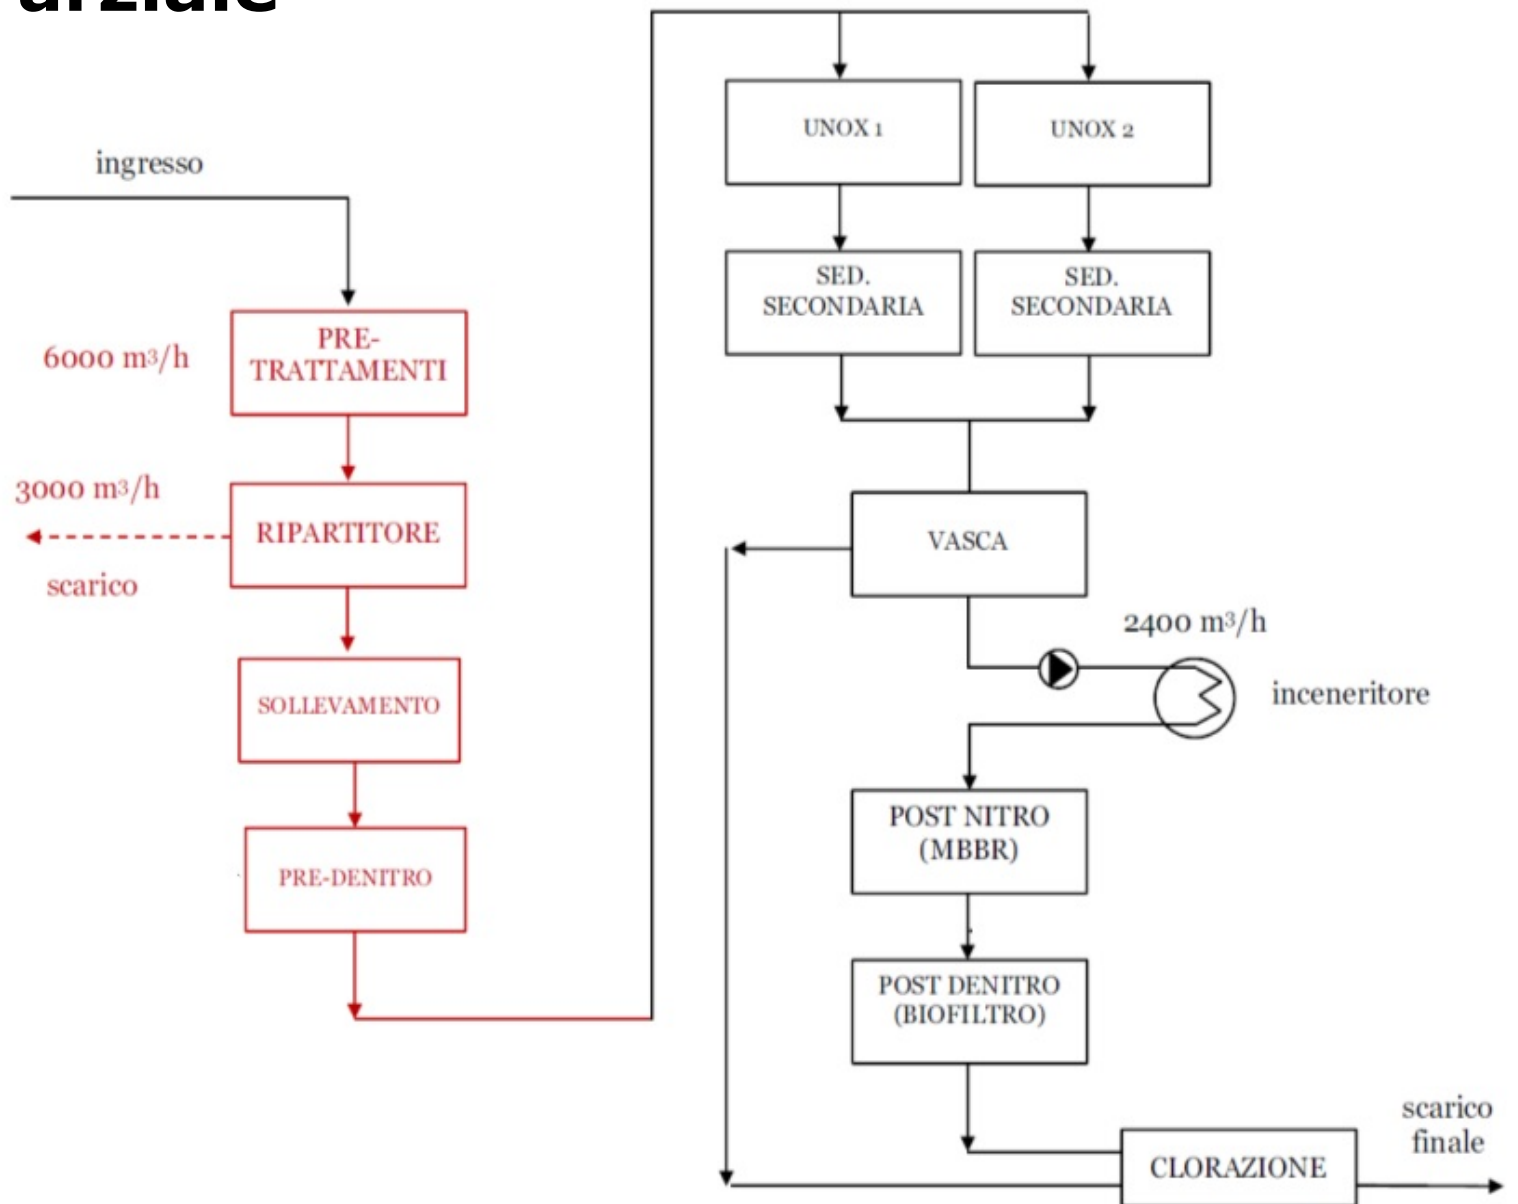 ingresso
6000 m³/h
PRE-
TRATTAMENTI
3000 m³/h
RIPARTITORE
scarico
SOLLEVAMENTO
PRE-DENITRO
UNOX 1
UNOX 2
SED.
SECONDARIA
SED.
SECONDARIA
VASCA
2400 m³/h
inceneritore
POST NITRO
(MBBR)
POST DENITRO
(BIOFILTRO)
CLORAZIONE
scarico
finale